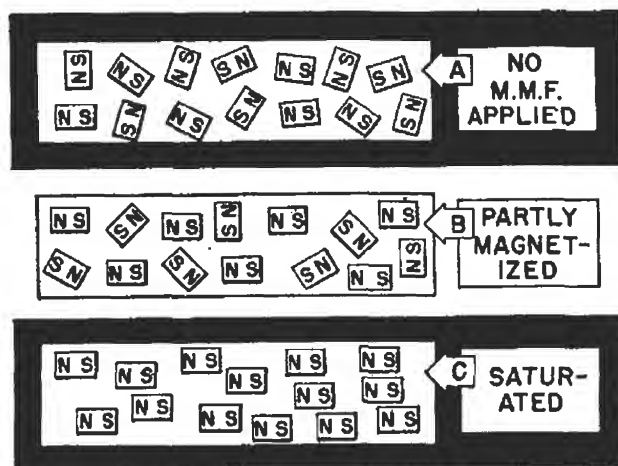 N S N S N S S N N S N S S N
N S S N N S S N N S N S S N
A
NO
M.M.F.
APPLIED
N S S N N S S N N S S N N S
S N N S S N N S S N N S N S
B
PARTLY
MAGNET-
IZED
N S N S N S N S N S N S
N S N S
N S N S N S N S N S N S
C
SATUR-
ATED